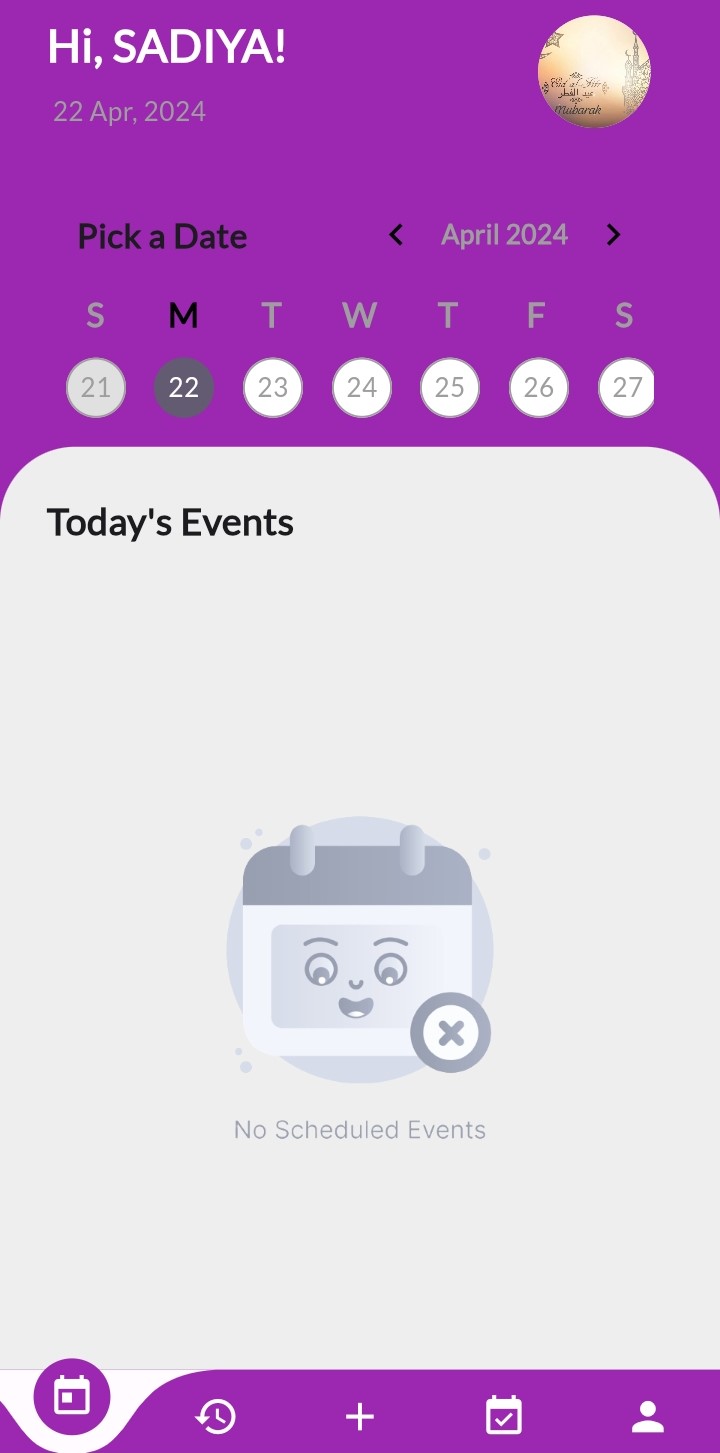 Hi, SADIYA!
22 Apr, 2024
Eid al-Fitr
عيد الفطر
Mubarak
Pick a Date
April 2024
S M T W T F S
21 22 23 24 25 26 27
Today's Events
No Scheduled Events